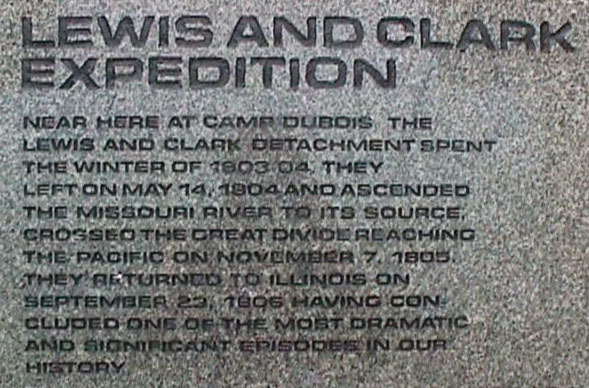 LEWIS AND CLARK
EXPEDITION
NEAR HERE AT CAMP DUBOIS, THE
LEWIS AND CLARK DETACHMENT SPENT
THE WINTER OF 1803-04. THEY
LEFT ON MAY 14, 1804 AND ASCENDED
THE MISSOURI RIVER TO ITS SOURCE,
CROSSED THE GREAT DIVIDE REACHING
THE PACIFIC ON NOVEMBER 7, 1805.
THEY RETURNED TO ILLINOIS ON
SEPTEMBER 23, 1806 HAVING CON-
CLUDED ONE OF THE MOST DRAMATIC
AND SIGNIFICANT EPISODES IN OUR
HISTORY